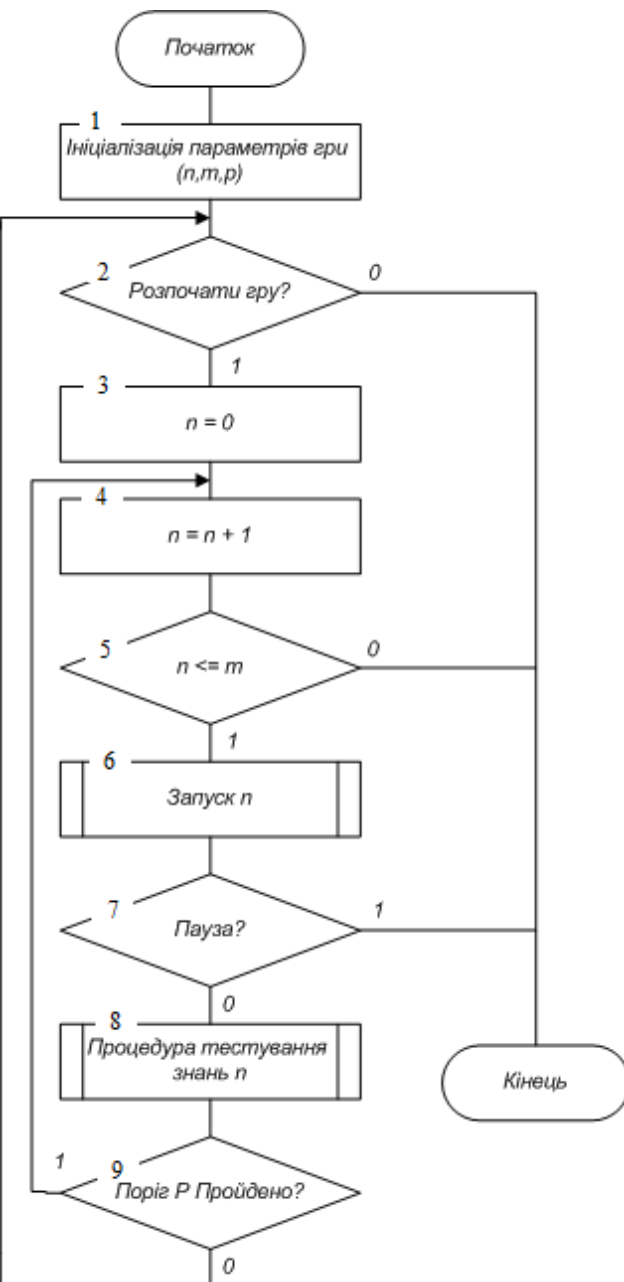 Початок
1
Ініціалізація параметрів гри
(n,m,p)
2
Розпочати гру?
0
1
3
n = 0
4
n = n + 1
5
n <= m
0
1
6
Запуск n
7
Пауза?
1
0
8
Процедура тестування
знань n
Кінець
9
1
Поріг P Пройдено?
0